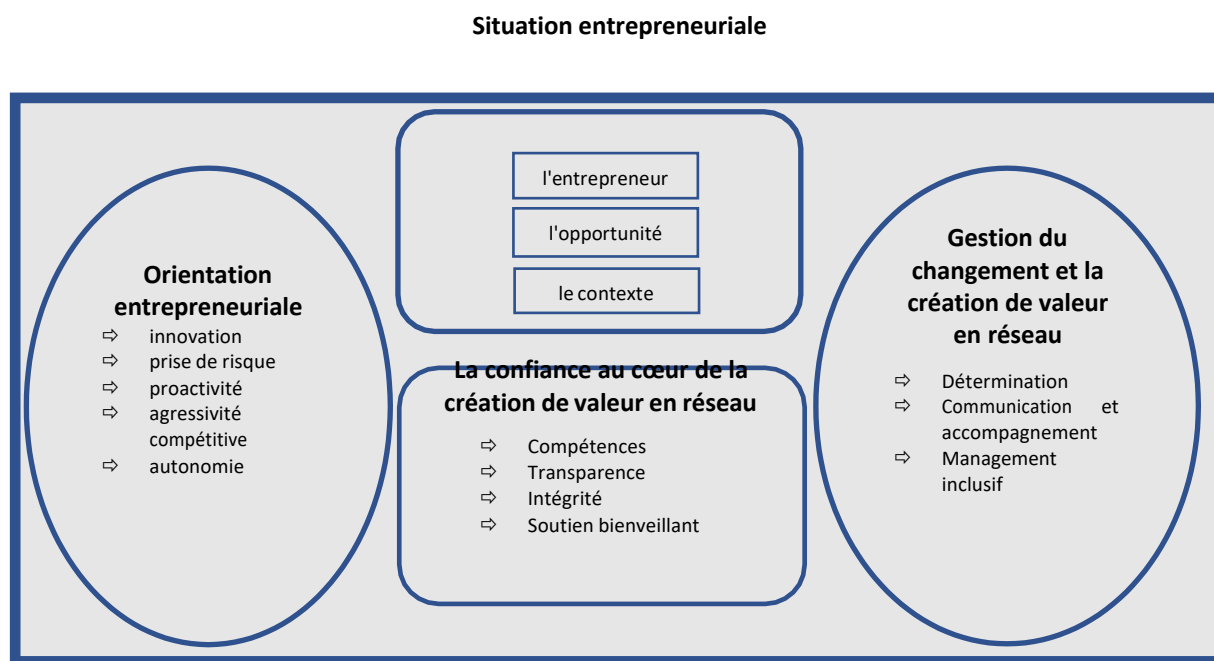 Situation entrepreneuriale
l'entrepreneur
l'opportunité
le contexte
Orientation
entrepreneuriale
⇨ innovation
⇨ prise de risque
⇨ proactivité
⇨ agressivité
compétitive
⇨ autonomie
La confiance au cœur de la
création de valeur en réseau
⇨ Compétences
⇨ Transparence
⇨ Intégrité
⇨ Soutien bienveillant
Gestion du
changement et la
création de valeur
en réseau
⇨ Détermination
⇨ Communication et
accompagnement
⇨ Management
inclusif